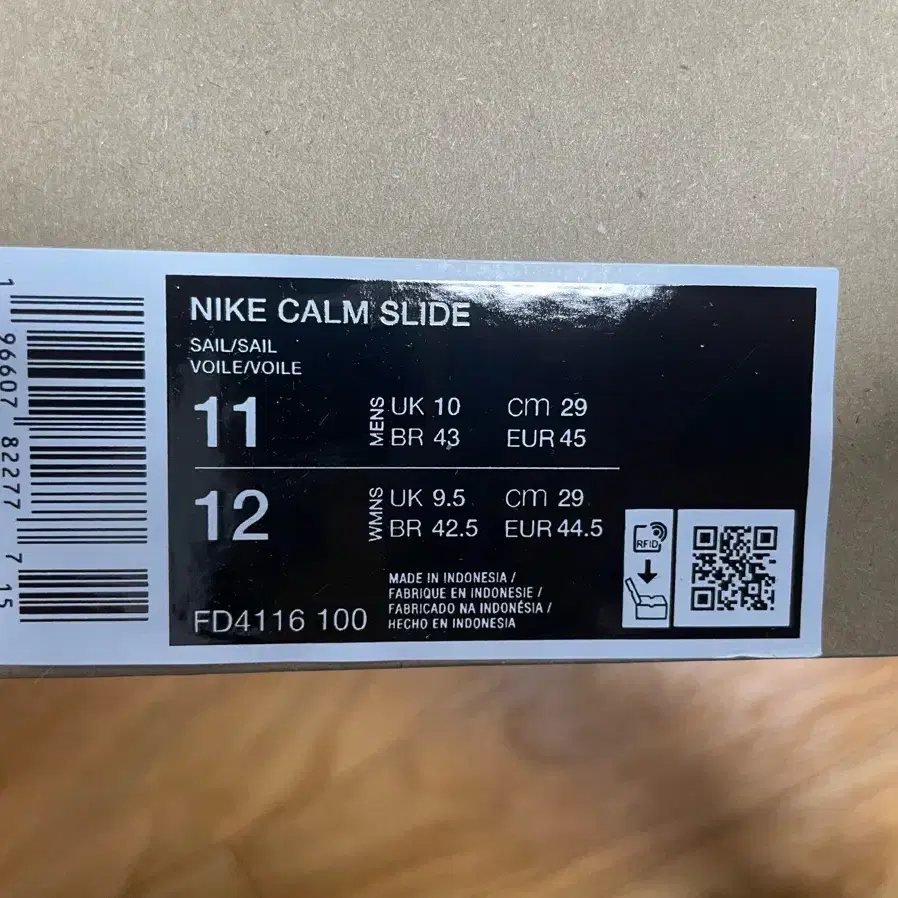 NIKE CALM SLIDE
SAIL/SAIL
VOILE/VOILE
11
MENS
UK 10 cm 29
BR 43 EUR 45
12
WMNS
UK 9.5 cm 29
BR 42.5 EUR 44.5
MADE IN INDONESIA /
FABRIQUE EN INDONESIE /
FABRICADO NA INDONÉSIA /
HECHO EN INDONESIA
FD4116 100
RFID
1 96607 82277 7 15